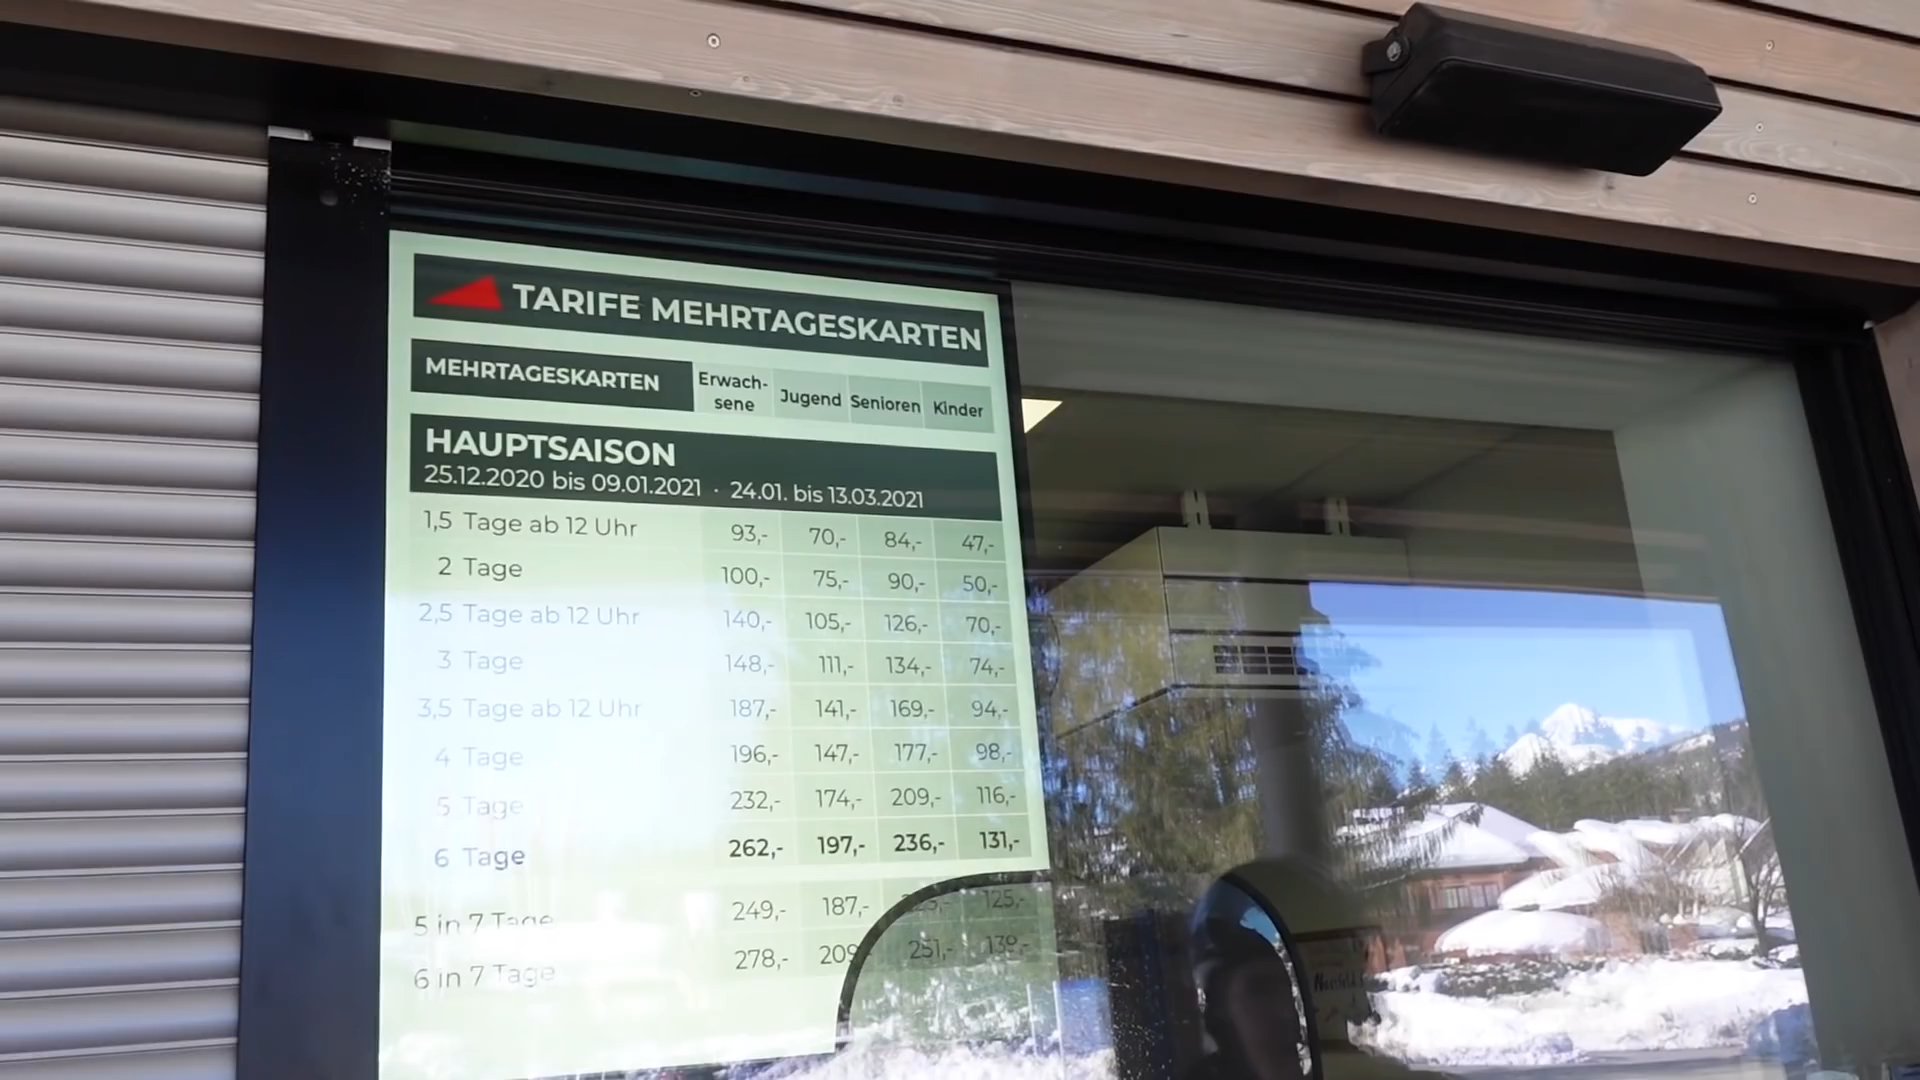 TARIFE MEHRTAGESKARTEN
MEHRTAGESKARTEN Erwach-sene Jugend Senioren Kinder
HAUPTSAISON
25.12.2020 bis 09.01.2021 · 24.01. bis 13.03.2021
1,5 Tage ab 12 Uhr 93,- 70,- 84,- 47,-
2 Tage 100,- 75,- 90,- 50,-
2,5 Tage ab 12 Uhr 140,- 105,- 126,- 70,-
3 Tage 148,- 111,- 134,- 74,-
3,5 Tage ab 12 Uhr 187,- 141,- 169,- 94,-
4 Tage 196,- 147,- 177,- 98,-
5 Tage 232,- 174,- 209,- 116,-
6 Tage 262,- 197,- 236,- 131,-
5 in 7 Tage 249,- 187,- 125,-
6 in 7 Tage 278,- 209 251,- 139,-